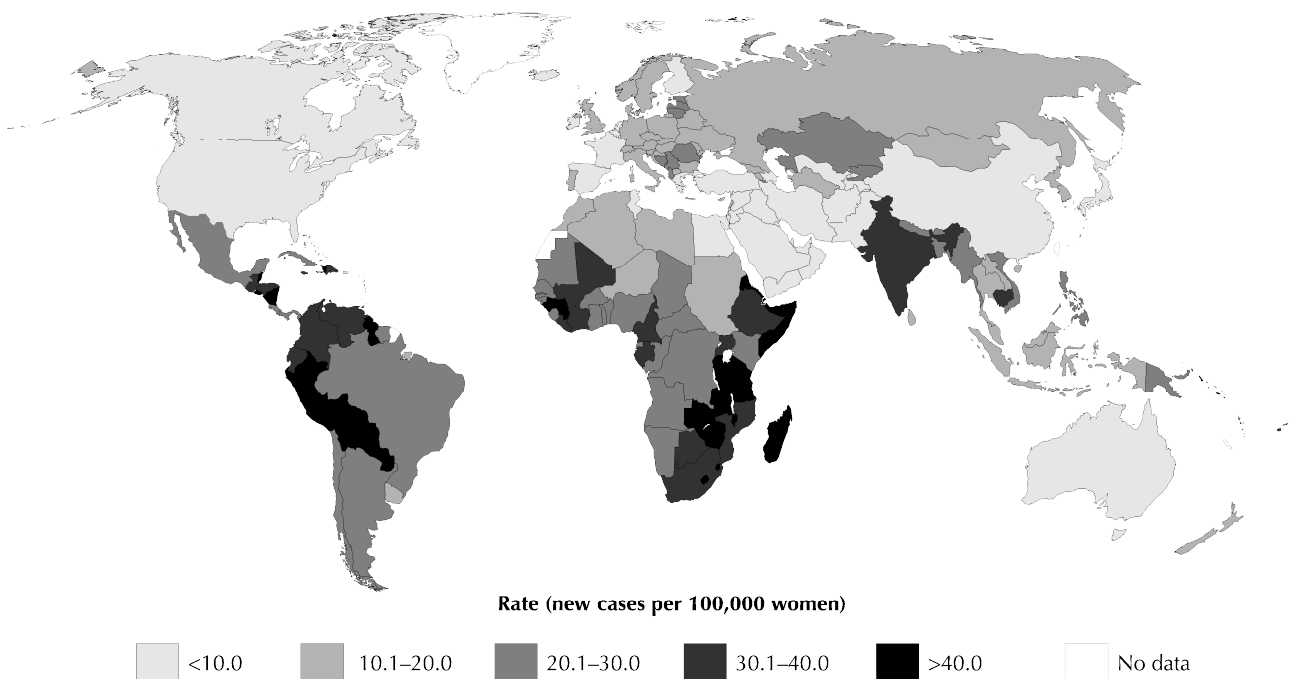 Rate (new cases per 100,000 women)
<10.0 10.1–20.0 20.1–30.0 30.1–40.0 >40.0 No data